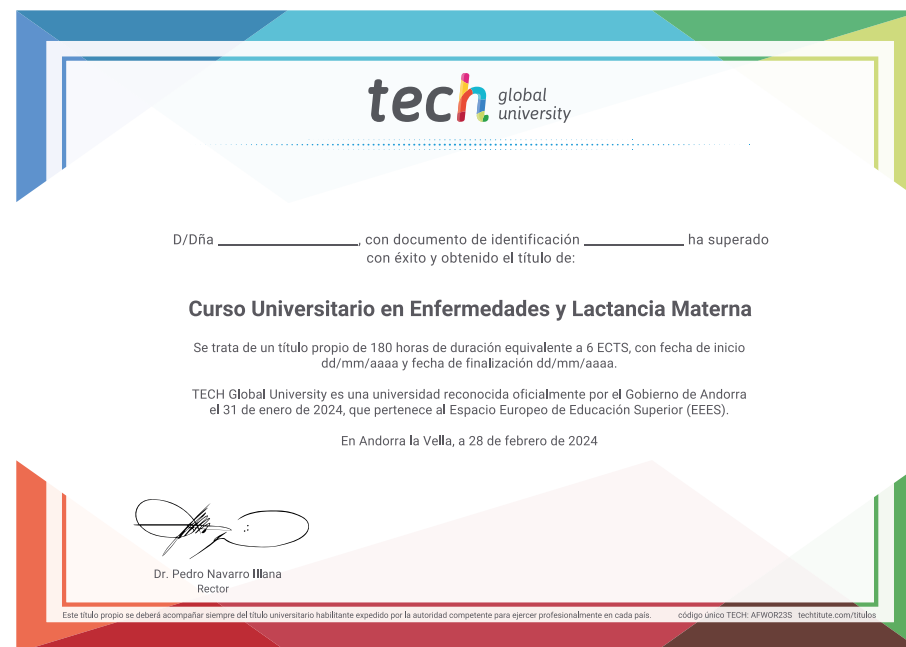 tech global university
D/Dña ________________, con documento de identificación ____________ ha superado
con éxito y obtenido el título de:
Curso Universitario en Enfermedades y Lactancia Materna
Se trata de un título propio de 180 horas de duración equivalente a 6 ECTS, con fecha de inicio
dd/mm/aaaa y fecha de finalización dd/mm/aaaa.
TECH Global University es una universidad reconocida oficialmente por el Gobierno de Andorra
el 31 de enero de 2024, que pertenece al Espacio Europeo de Educación Superior (EEES).
En Andorra la Vella, a 28 de febrero de 2024
Dr. Pedro Navarro Illana
Rector
Este título propio se deberá acompañar siempre del título universitario habilitante expedido por la autoridad competente para ejercer profesionalmente en cada país. código único TECH: AFWOR23S techtitute.com/titulos